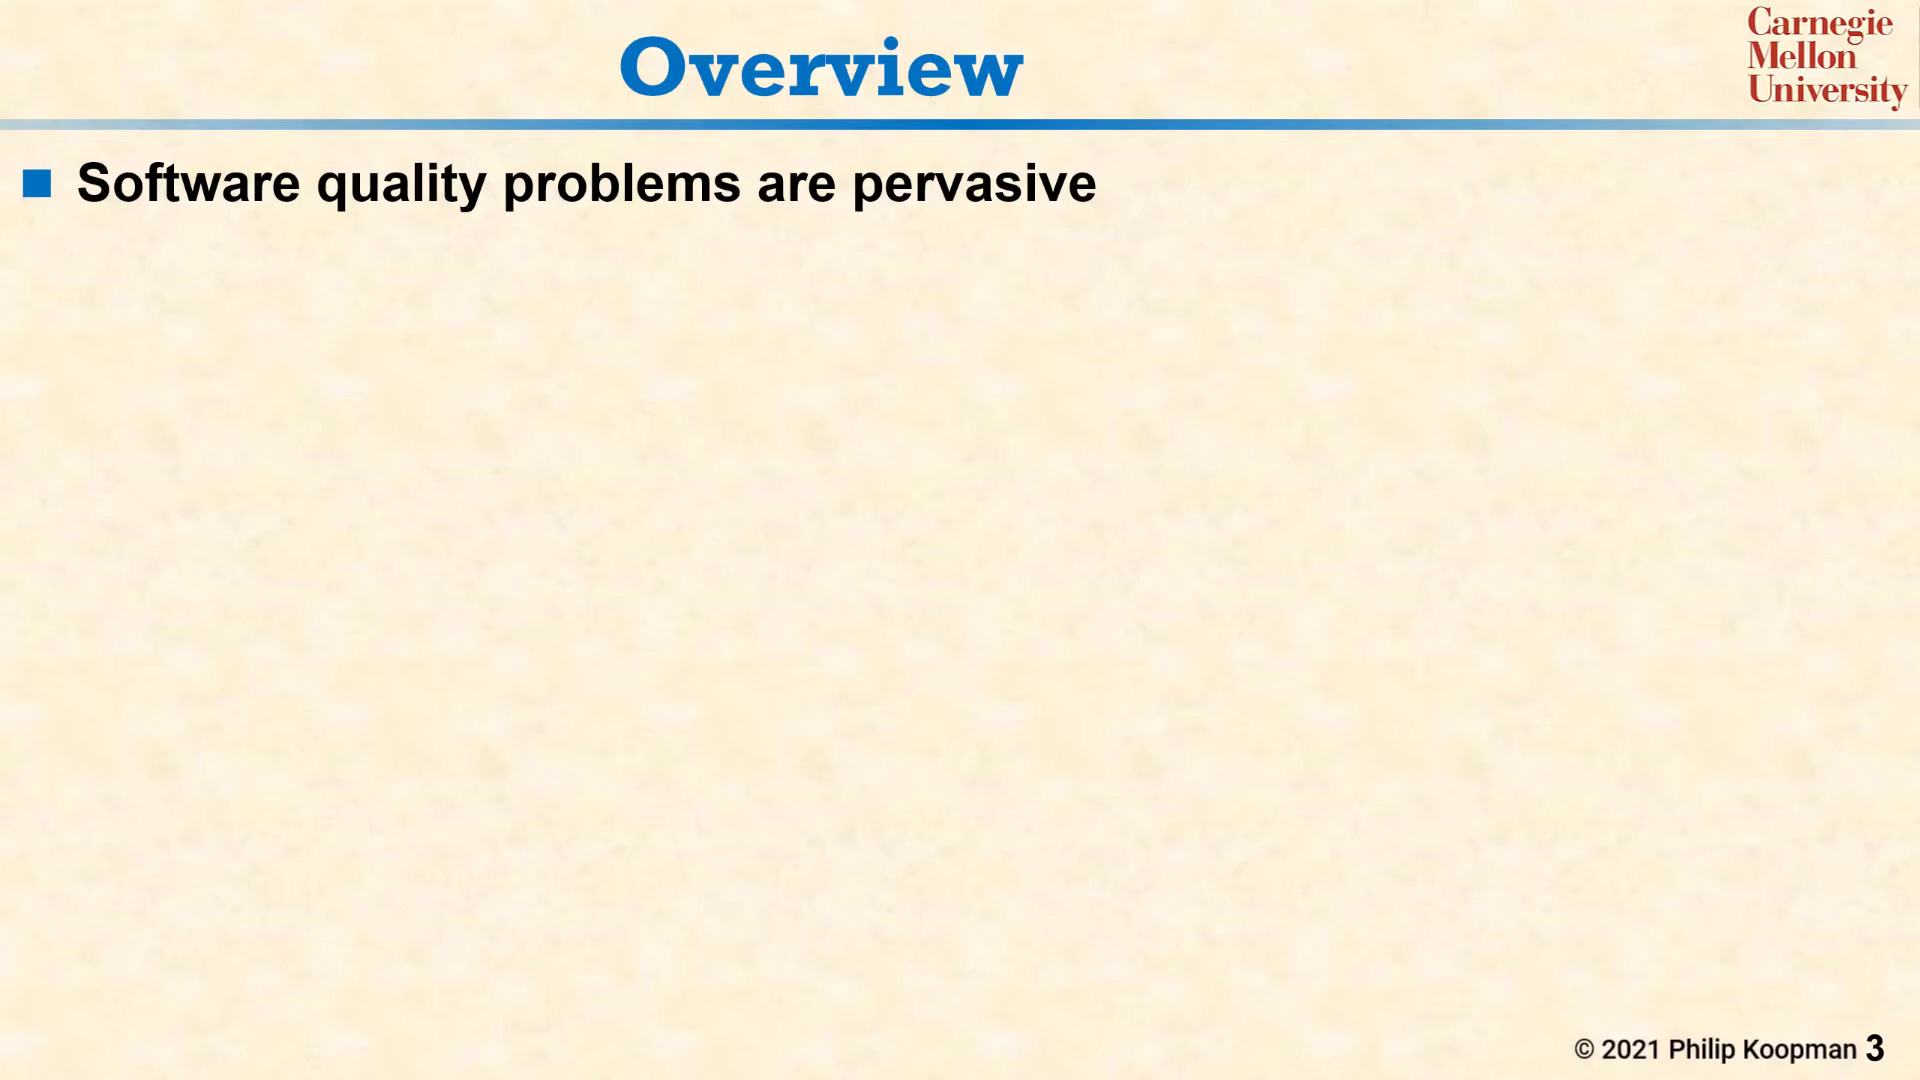 Overview
Carnegie
Mellon
University
Software quality problems are pervasive
© 2021 Philip Koopman 3